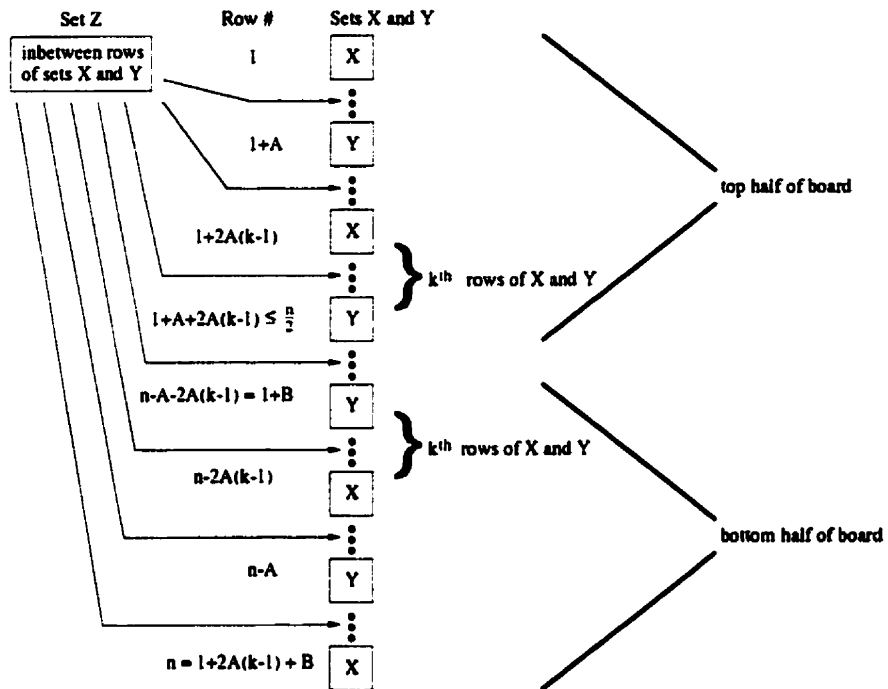 Set Z Row # Sets X and Y
inbetween rows
of sets X and Y
1 X
1+A Y
top half of board
1+2A(k-1) X
kth rows of X and Y
1+A+2A(k-1) ≤ n/2 Y
n-A-2A(k-1) = 1+B Y
kth rows of X and Y
n-2A(k-1) X
bottom half of board
n-A Y
n = 1+2A(k-1) + B X